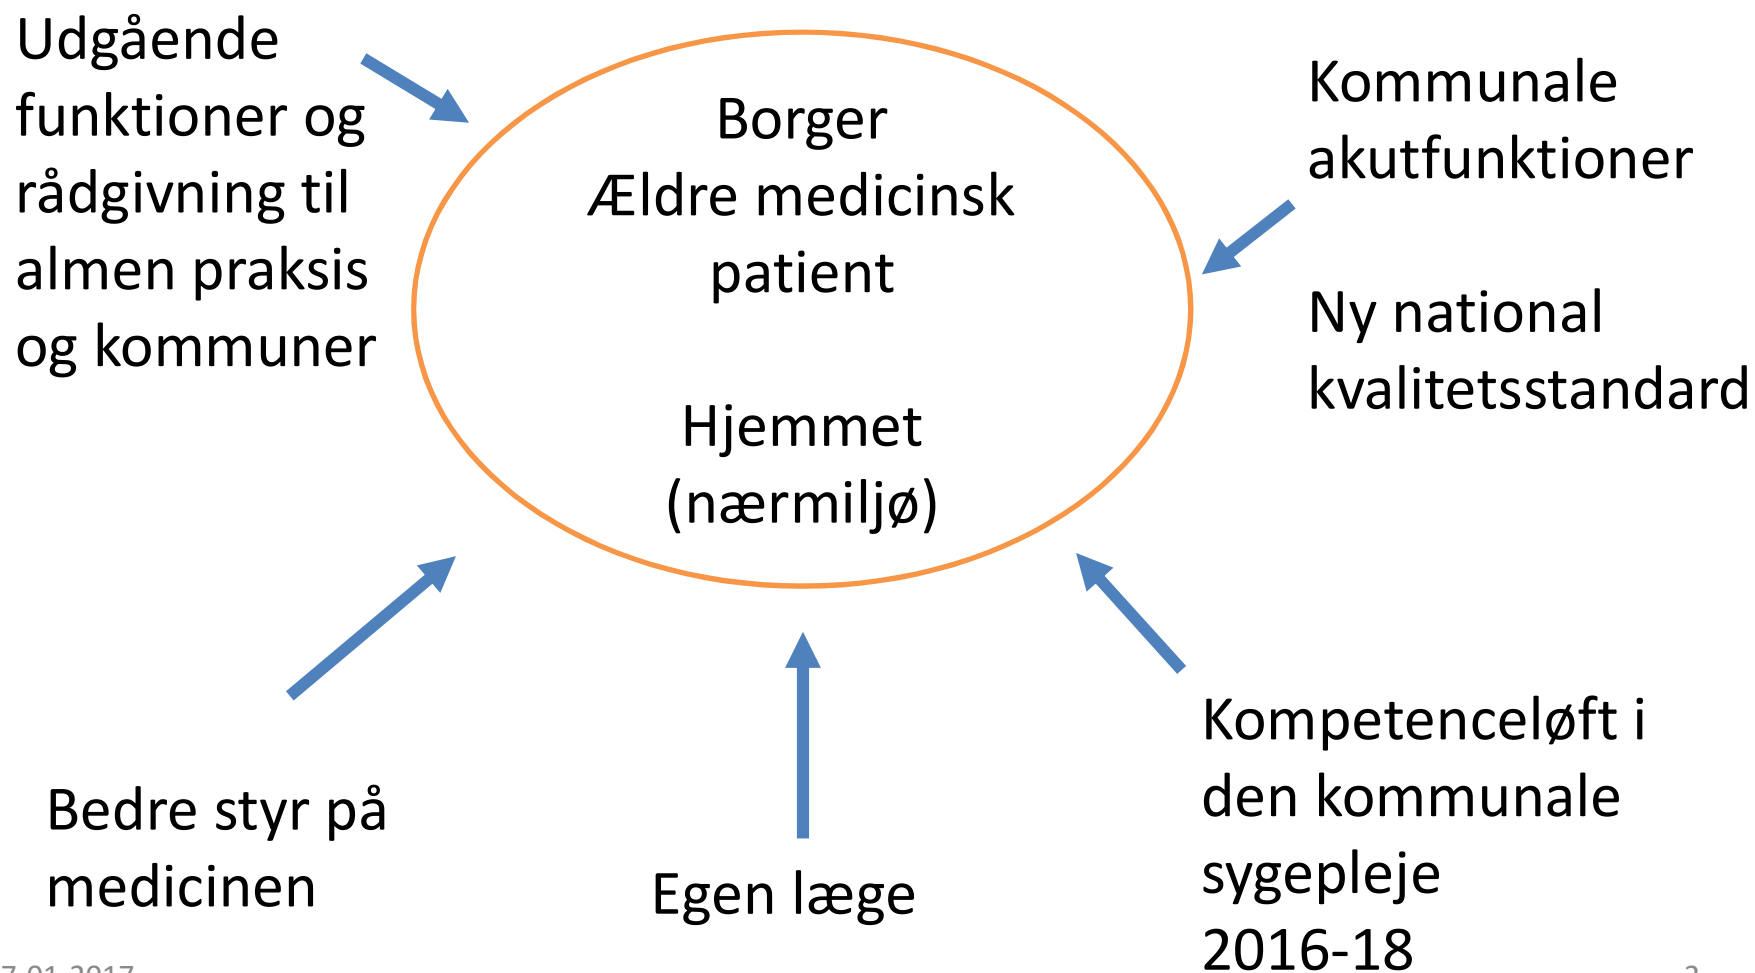 Udgående
funktioner og
rådgivning til
almen praksis
og kommuner
Borger
Ældre medicinsk
patient
Hjemmet
(nærmiljø)
Kommunale
akutfunktioner
Ny national
kvalitetsstandard
Bedre styr på
medicinen
Egen læge
Kompetenceløft i
den kommunale
sygepleje
2016-18